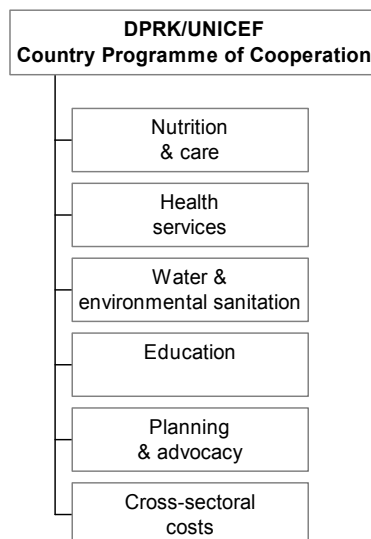 DPRK/UNICEF
Country Programme of Cooperation
Nutrition
& care
Health
services
Water &
environmental sanitation
Education
Planning
& advocacy
Cross-sectoral
costs